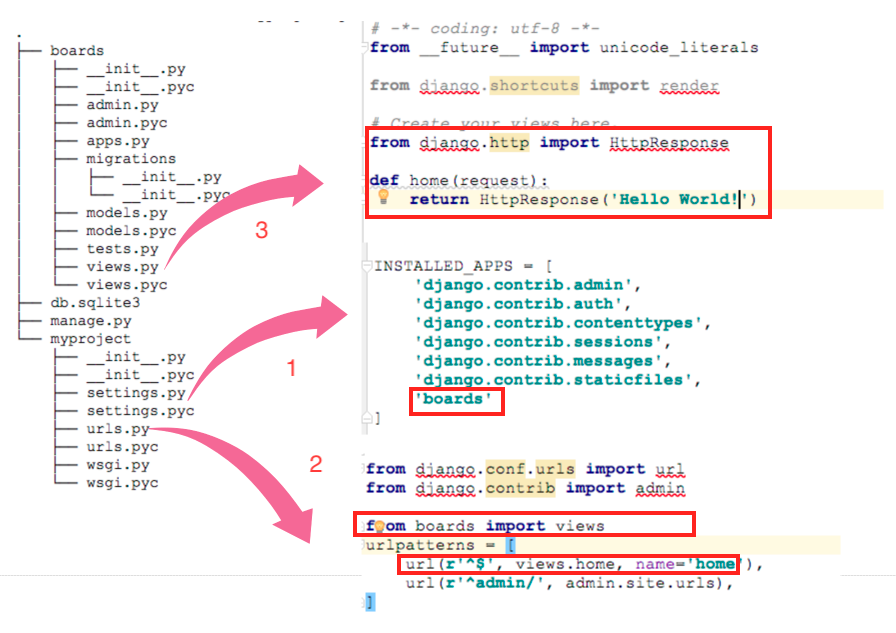 .
├── boards
│   ├── __init__.py
│   ├── __init__.pyc
│   ├── admin.py
│   ├── admin.pyc
│   ├── apps.py
│   ├── migrations
│   │   ├── __init__.py
│   │   └── __init__.pyc
│   ├── models.py
│   ├── models.pyc
│   ├── tests.py
│   ├── views.py
│   └── views.pyc
├── db.sqlite3
├── manage.py
└── myproject
    ├── __init__.py
    ├── __init__.pyc
    ├── settings.py
    ├── settings.pyc
    ├── urls.py
    ├── urls.pyc
    ├── wsgi.py
    └── wsgi.pyc
3
1
2
# -*- coding: utf-8 -*-
from __future__ import unicode_literals
from django.shortcuts import render
# Create your views here
from django.http import HttpResponse
def home(request):
    return HttpResponse('Hello World!')
INSTALLED_APPS = [
    'django.contrib.admin',
    'django.contrib.auth',
    'django.contrib.contenttypes',
    'django.contrib.sessions',
    'django.contrib.messages',
    'django.contrib.staticfiles',
    'boards'
]
from django.conf.urls import url
from django.contrib import admin
from boards import views
urlpatterns = [
    url(r'^$', views.home, name='home'),
    url(r'^admin/', admin.site.urls),
]